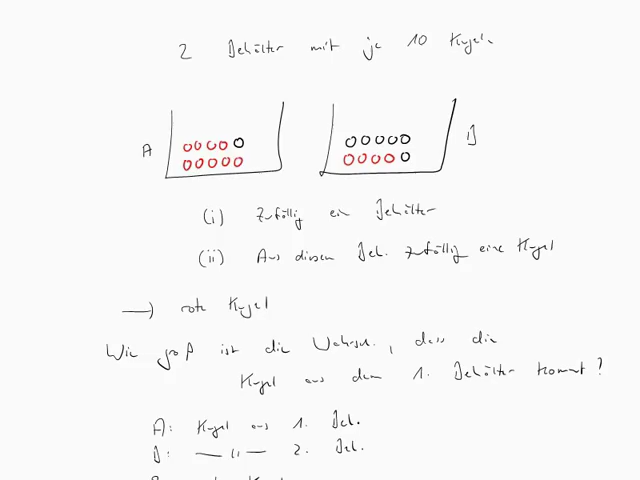 2 Behälter mit je 10 Kugeln
A B
(i) Zufällig ein Behälter
(ii) Aus diesem Beh. zufällig eine Kugel
→ rote Kugel
Wie groß ist die Wahrsch., dass die
Kugel aus dem 1. Behälter kommt?
A: Kugel aus 1. Beh.
B: — " — 2. Beh.